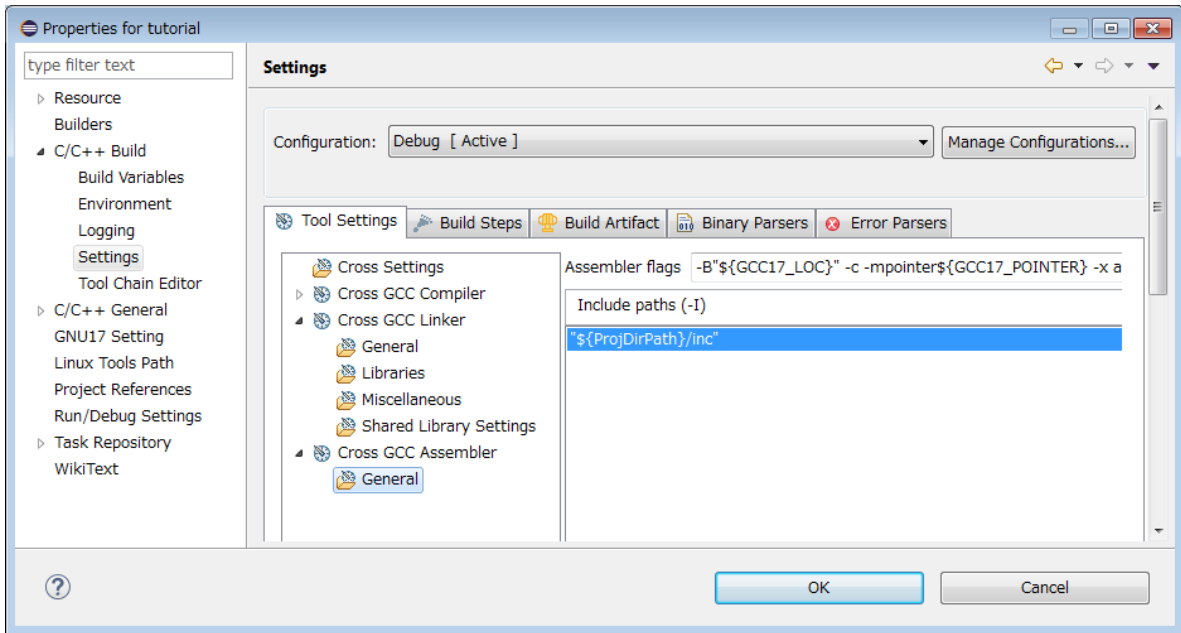 Properties for tutorial
type filter text
Resource
Builders
C/C++ Build
Build Variables
Environment
Logging
Settings
Tool Chain Editor
C/C++ General
GNU17 Setting
Linux Tools Path
Project References
Run/Debug Settings
Task Repository
WikiText
Settings
Configuration:
Debug [ Active ]
Manage Configurations...
Tool Settings
Build Steps
Build Artifact
Binary Parsers
Error Parsers
Cross Settings
Cross GCC Compiler
Cross GCC Linker
General
Libraries
Miscellaneous
Shared Library Settings
Cross GCC Assembler
General
Assembler flags
-B"${GCC17_LOC}" -c -mpointer${GCC17_POINTER} -x a
Include paths (-I)
"${ProjDirPath}/inc"
OK
Cancel